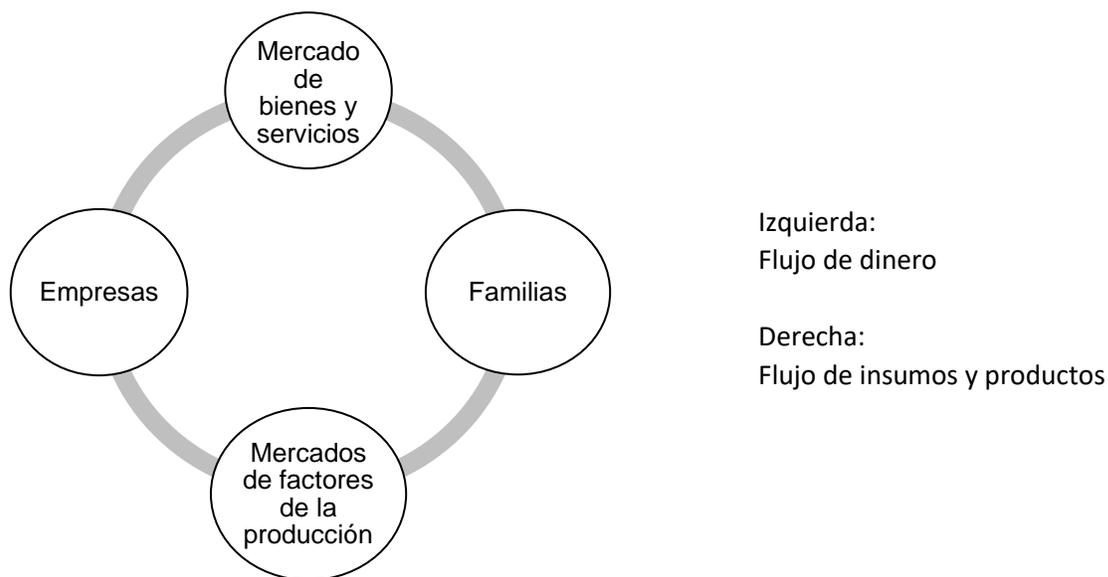 Mercado
de
bienes y
servicios
Empresas
Familias
Mercados
de factores
de la
producción
Izquierda:
Flujo de dinero
Derecha:
Flujo de insumos y productos